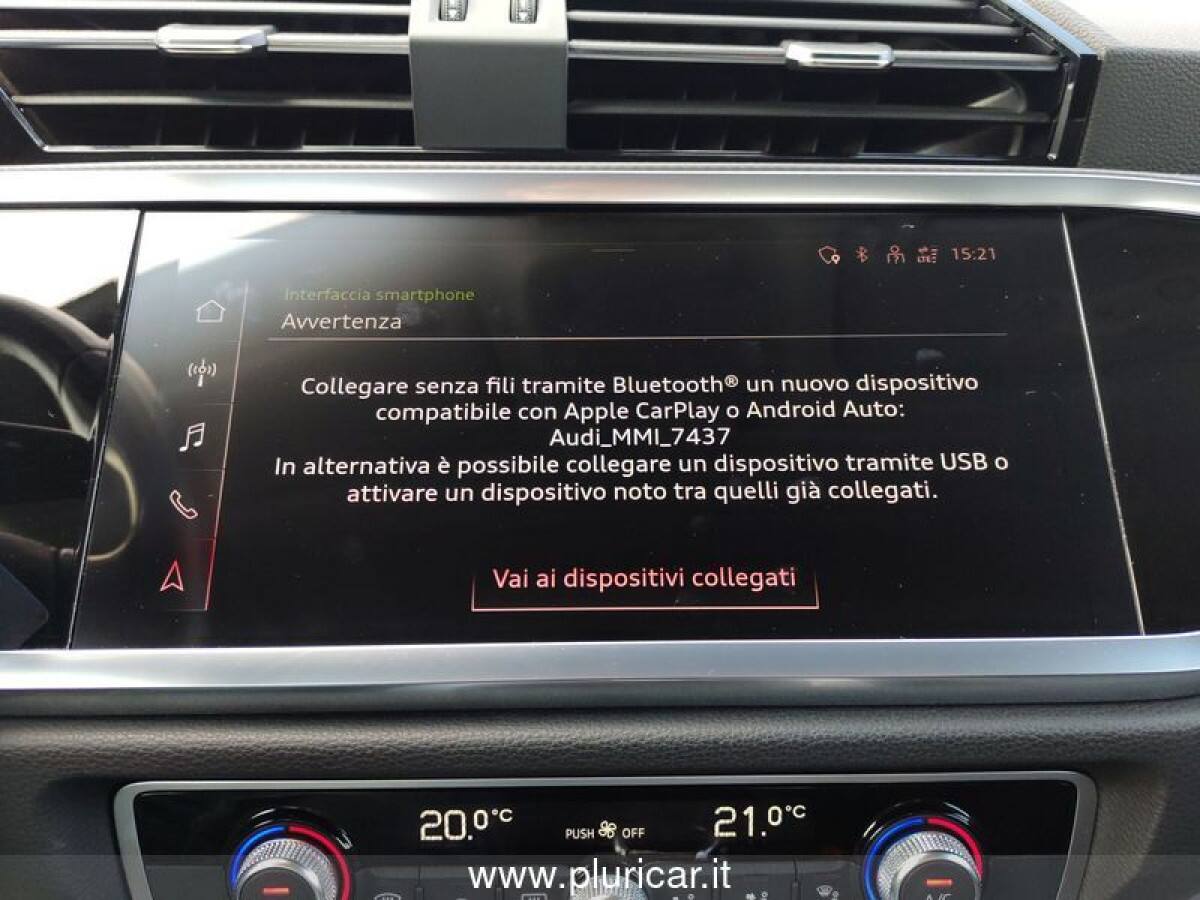 15:21
Interfaccia smartphone
Avvertenza
Collegare senza fili tramite Bluetooth® un nuovo dispositivo
compatibile con Apple CarPlay o Android Auto:
Audi_MMI_7437
In alternativa è possibile collegare un dispositivo tramite USB o
attivare un dispositivo noto tra quelli già collegati.
Vai ai dispositivi collegati
20.0°C
PUSH OFF
21.0°C
www.pluricar.it